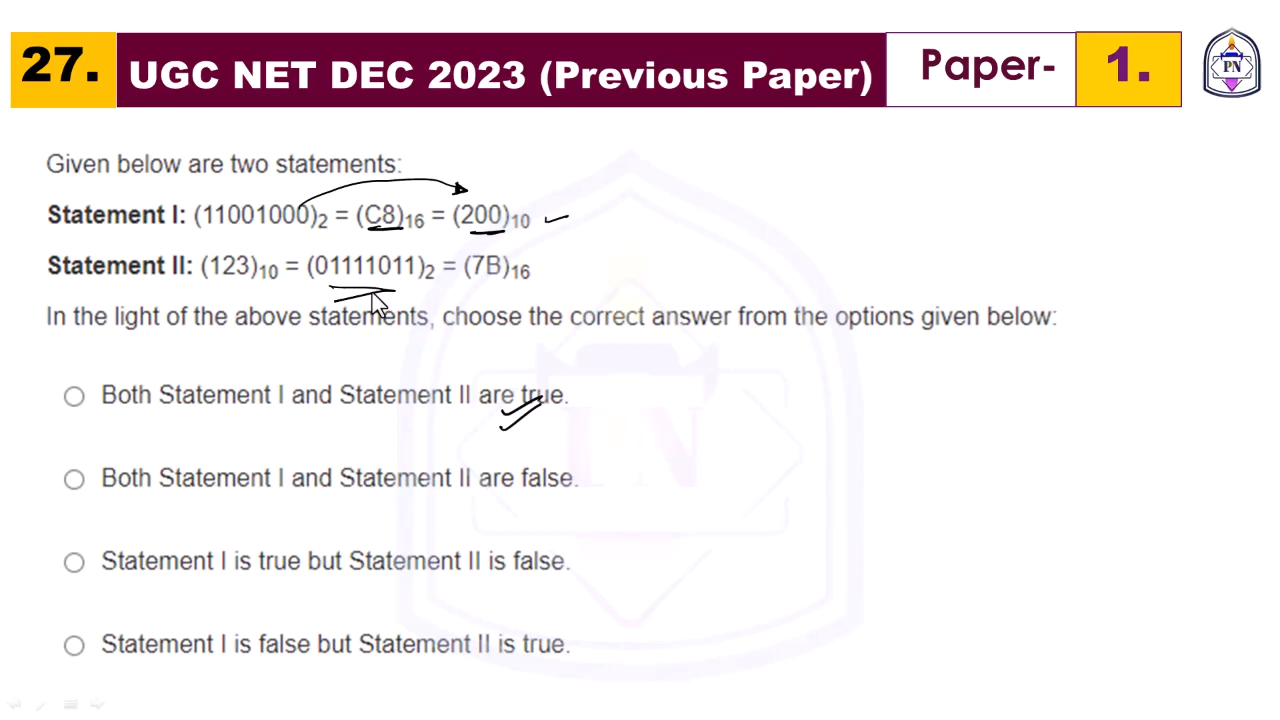 27. UGC NET DEC 2023 (Previous Paper) Paper- 1. PN
Given below are two statements:
Statement I: (11001000)₂ = (C8)₁₆ = (200)₁₀
Statement II: (123)₁₀ = (01111011)₂ = (7B)₁₆
In the light of the above statements, choose the correct answer from the options given below:
Both Statement I and Statement II are true.
Both Statement I and Statement II are false.
Statement I is true but Statement II is false.
Statement I is false but Statement II is true.
PN